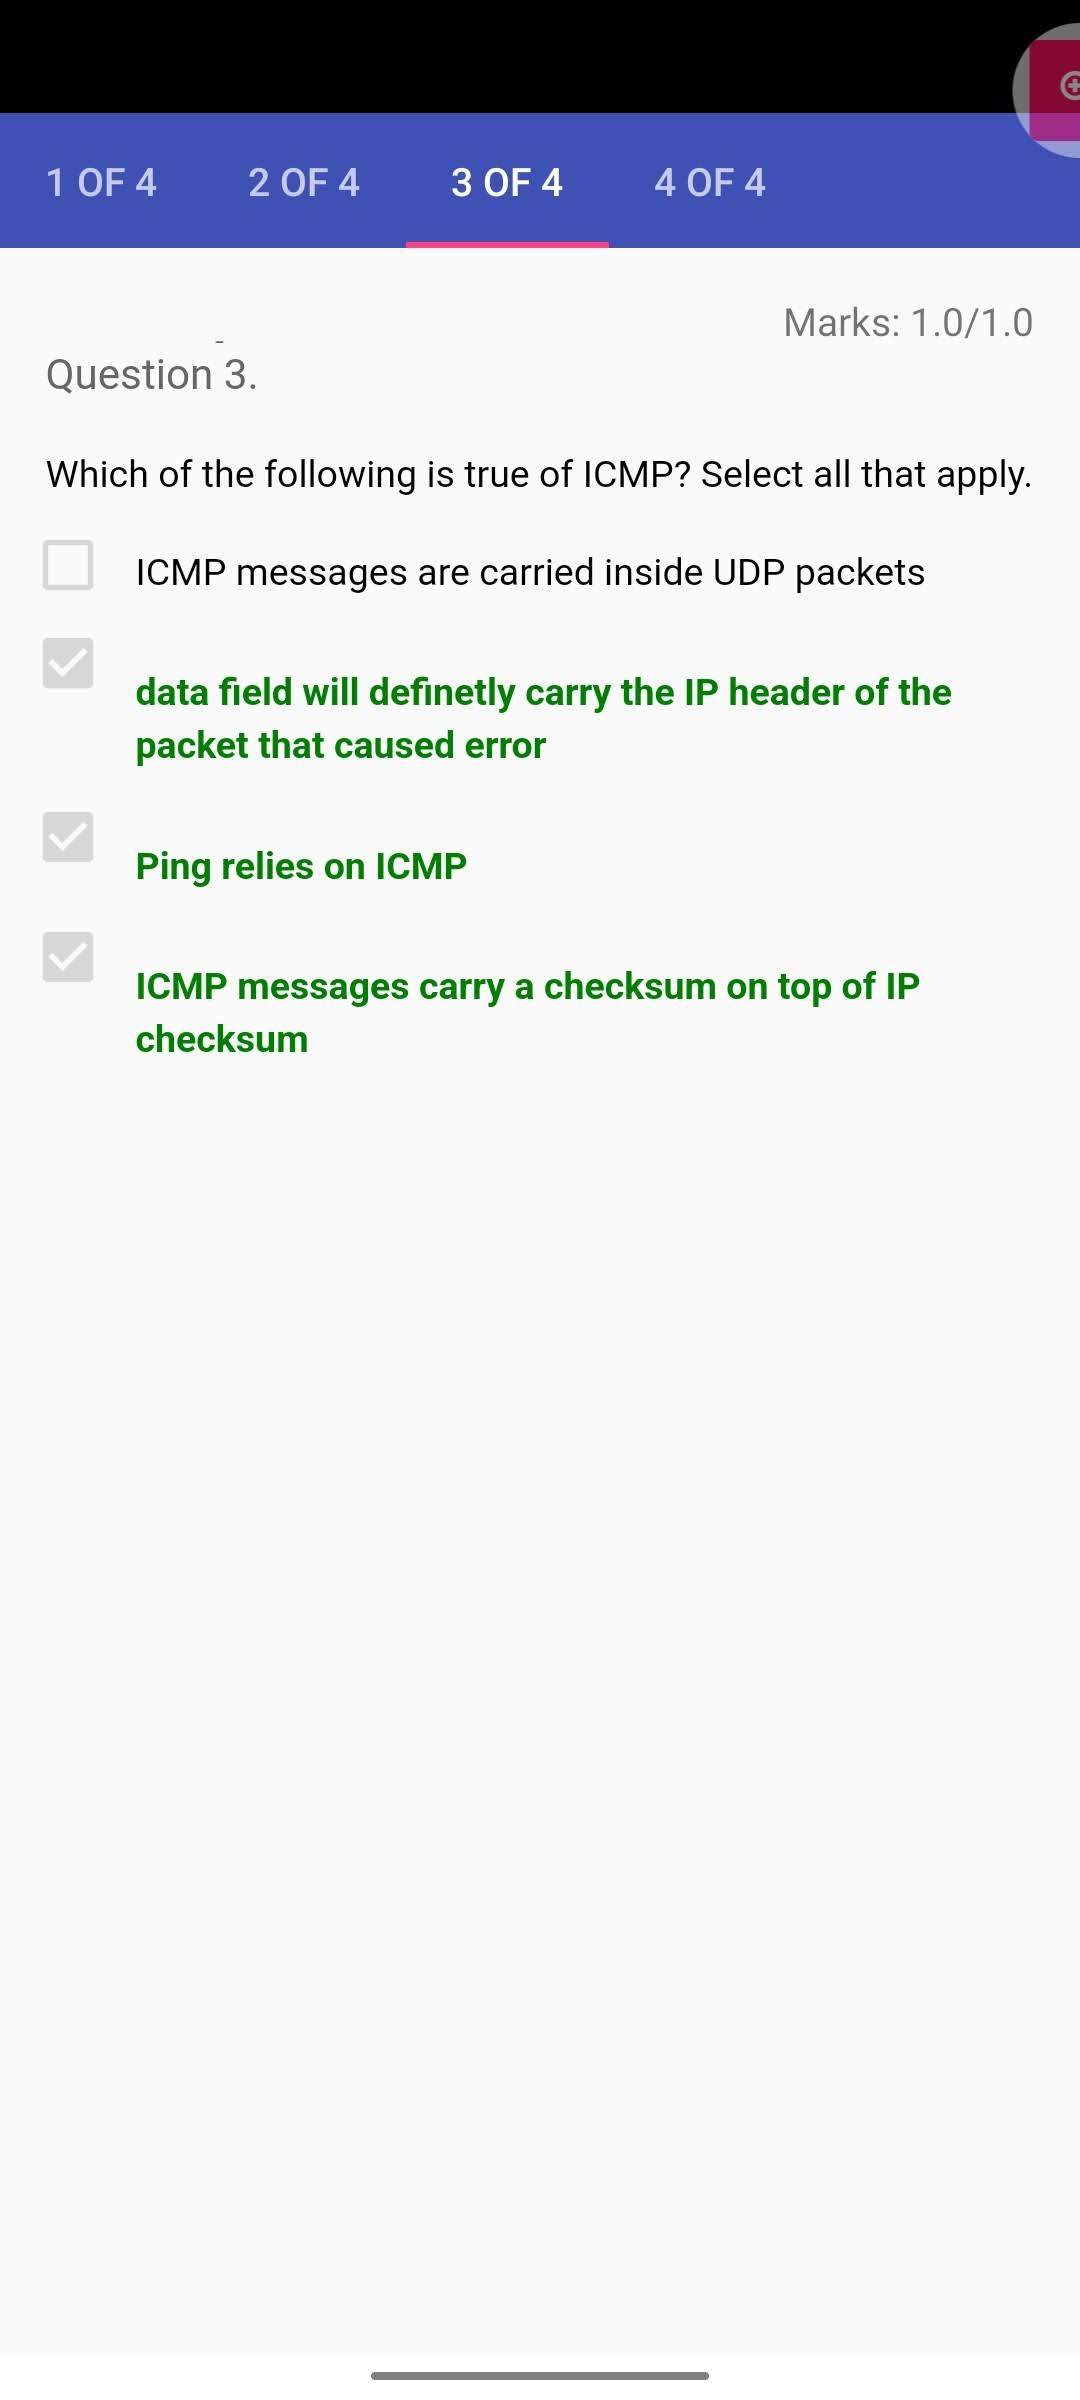 1 OF 4 2 OF 4 3 OF 4 4 OF 4
Marks: 1.0/1.0
Question 3.
Which of the following is true of ICMP? Select all that apply.
ICMP messages are carried inside UDP packets
data field will definetly carry the IP header of the
packet that caused error
Ping relies on ICMP
ICMP messages carry a checksum on top of IP
checksum